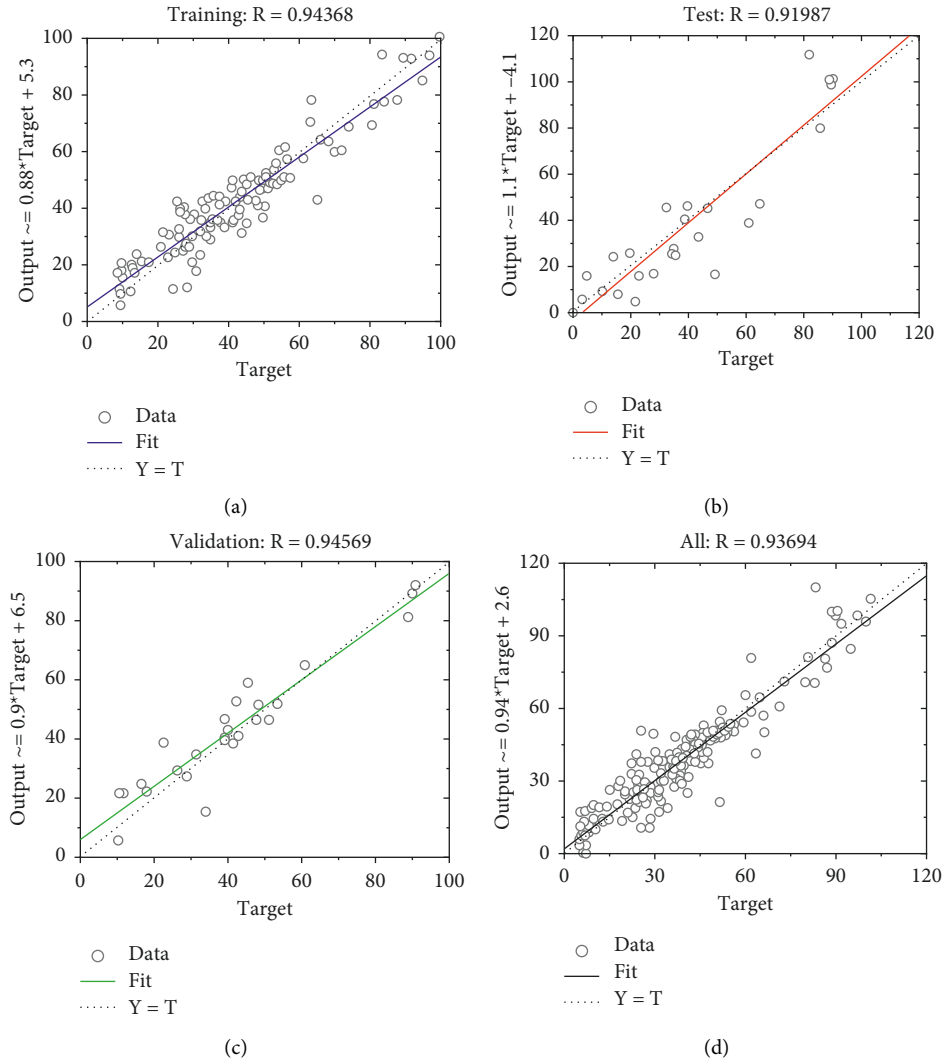 Training: R = 0.94368
Output ~= 0.88*Target + 5.3
100
80
60
40
20
0
0 20 40 60 80 100
Target
Data
Fit
Y = T
(a)
Test: R = 0.91987
Output ~= 1.1*Target + -4.1
120
100
80
60
40
20
0
0 20 40 60 80 100 120
Target
Data
Fit
Y = T
(b)
Validation: R = 0.94569
Output ~= 0.9*Target + 6.5
100
80
60
40
20
0
0 20 40 60 80 100
Target
Data
Fit
Y = T
(c)
All: R = 0.93694
Output ~= 0.94*Target + 2.6
120
90
60
30
0
0 30 60 90 120
Target
Data
Fit
Y = T
(d)